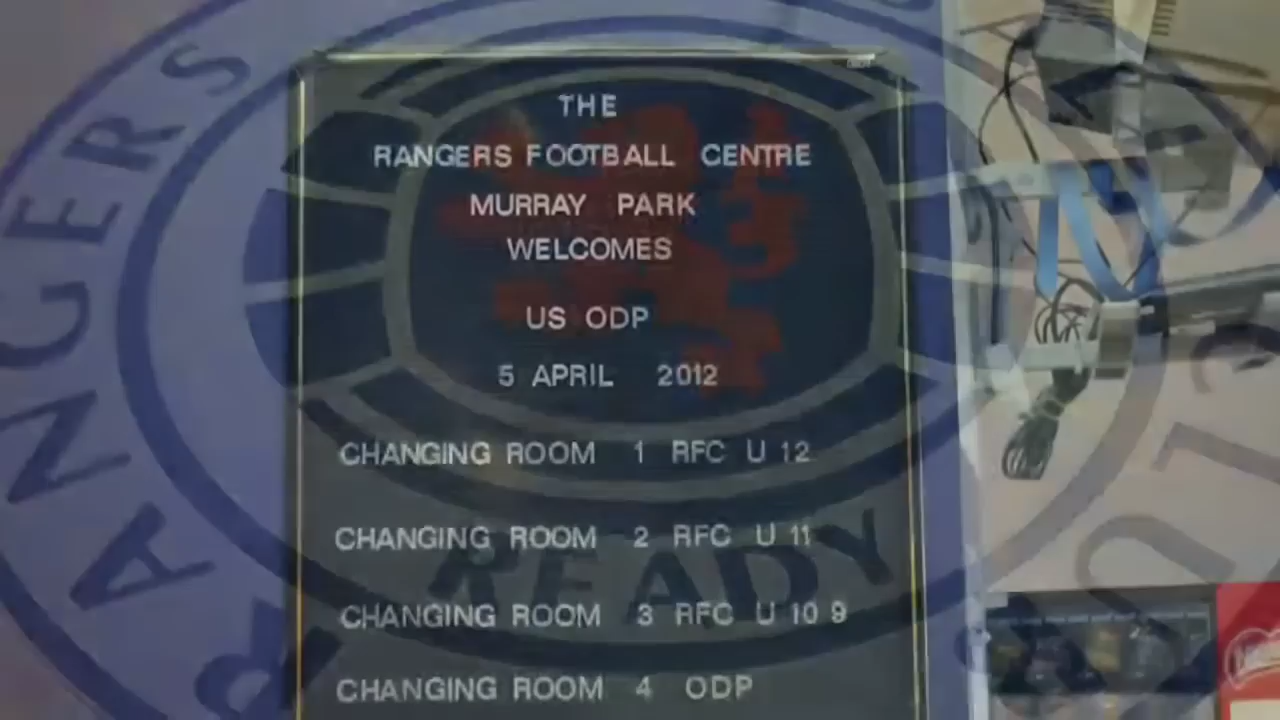 THE
RANGERS FOOTBALL CENTRE
MURRAY PARK
WELCOMES
US ODP
5 APRIL 2012
CHANGING ROOM 1 RFC U 12
CHANGING ROOM 2 RFC U 11
CHANGING ROOM 3 RFC U 10 9
CHANGING ROOM 4 ODP
RANGERS
READY